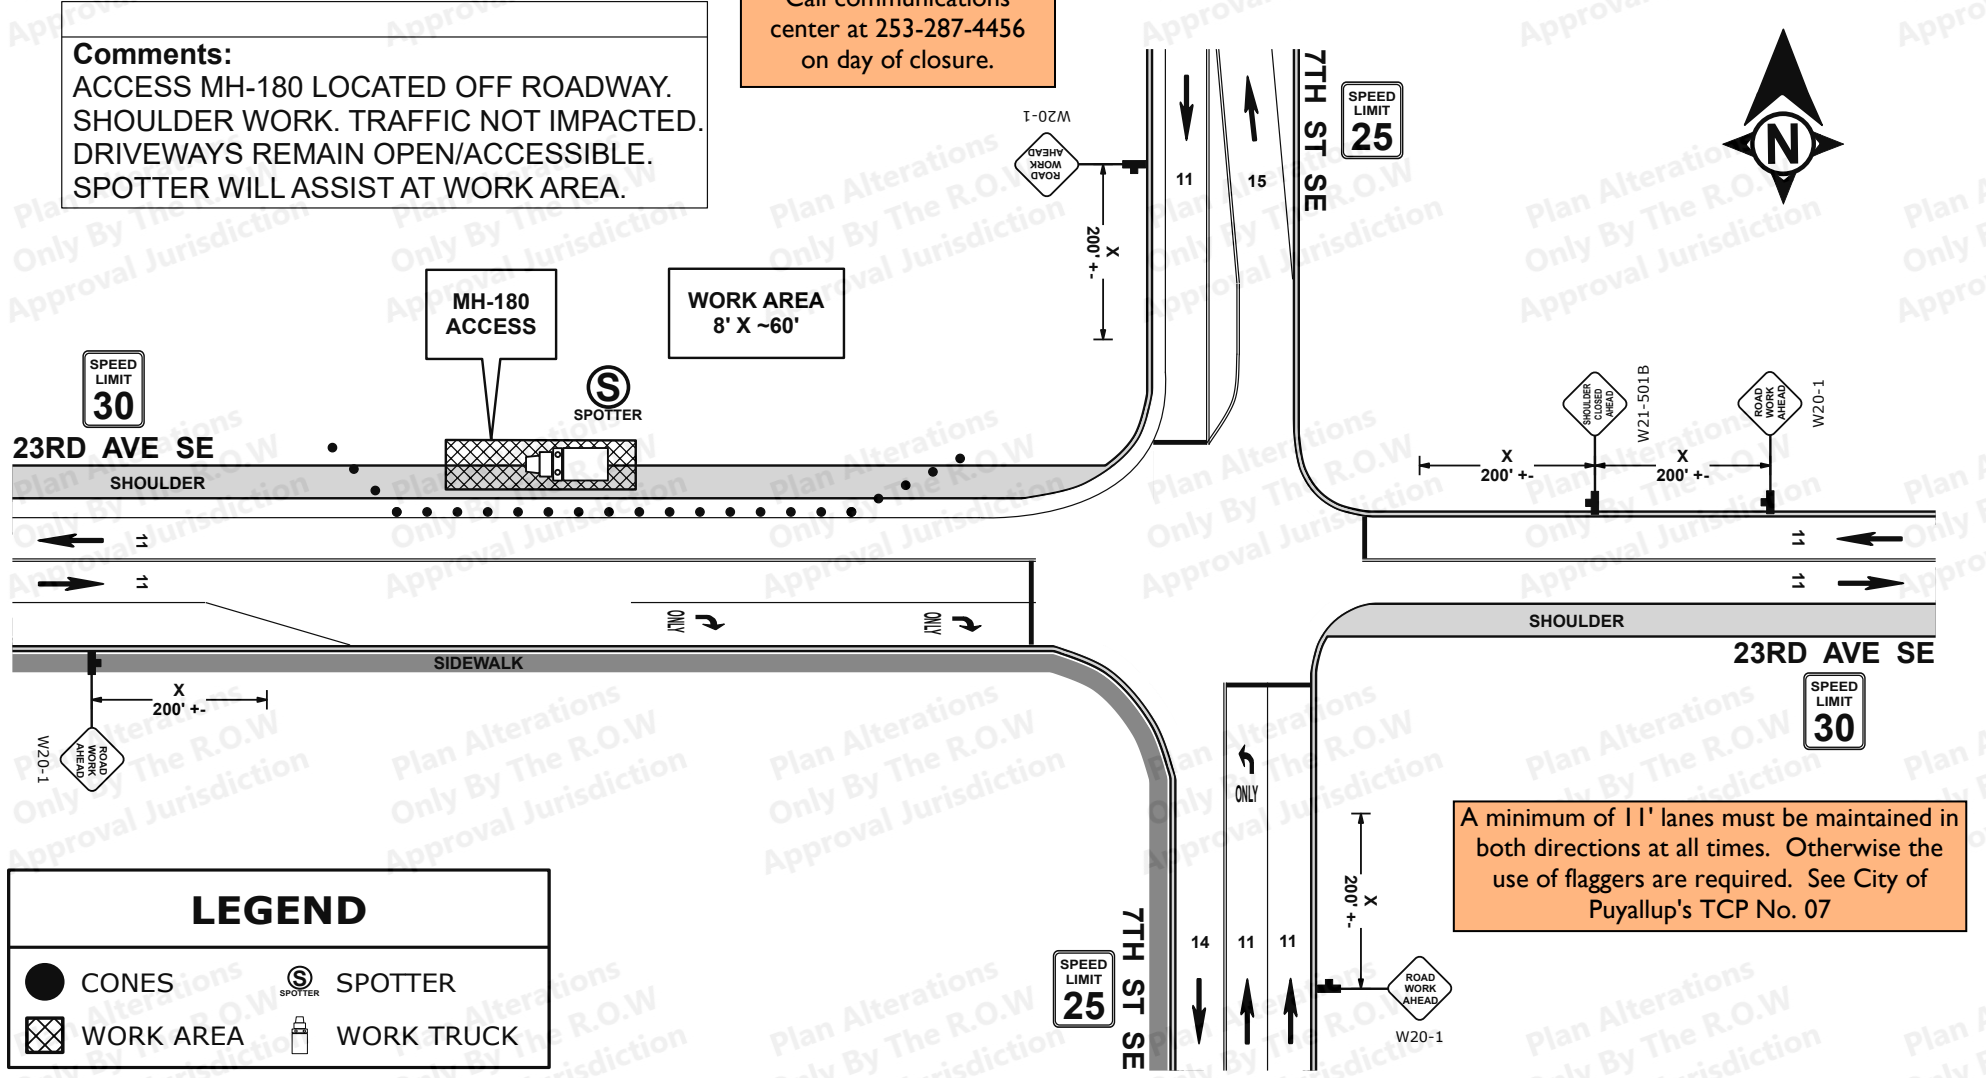 Call communications
center at 253-287-4456
on day of closure.
Comments:
ACCESS MH-180 LOCATED OFF ROADWAY.
SHOULDER WORK. TRAFFIC NOT IMPACTED.
DRIVEWAYS REMAIN OPEN/ACCESSIBLE.
SPOTTER WILL ASSIST AT WORK AREA.
W20-1
ROAD
WORK
AHEAD
X
200' +-
11
15
7TH ST SE
SPEED
LIMIT
25
N
MH-180
ACCESS
WORK AREA
8' X ~60'
SPEED
LIMIT
30
S
SPOTTER
23RD AVE SE
SHOULDER
11
11
ONLY
ONLY
SIDEWALK
X
200' +-
W20-1
ROAD
WORK
AHEAD
SHOULDER
CLOSED
AHEAD
W21-501B
ROAD
WORK
AHEAD
W20-1
X
200' +-
X
200' +-
11
11
SHOULDER
23RD AVE SE
SPEED
LIMIT
30
ONLY
A minimum of 11' lanes must be maintained in
both directions at all times. Otherwise the
use of flaggers are required. See City of
Puyallup's TCP No. 07
X
200' +-
14
11
11
7TH ST SE
SPEED
LIMIT
25
ROAD
WORK
AHEAD
W20-1
LEGEND
CONES
S
SPOTTER
SPOTTER
WORK AREA
WORK TRUCK
Plan Alterations
Only By The R.O.W
Approval Jurisdiction